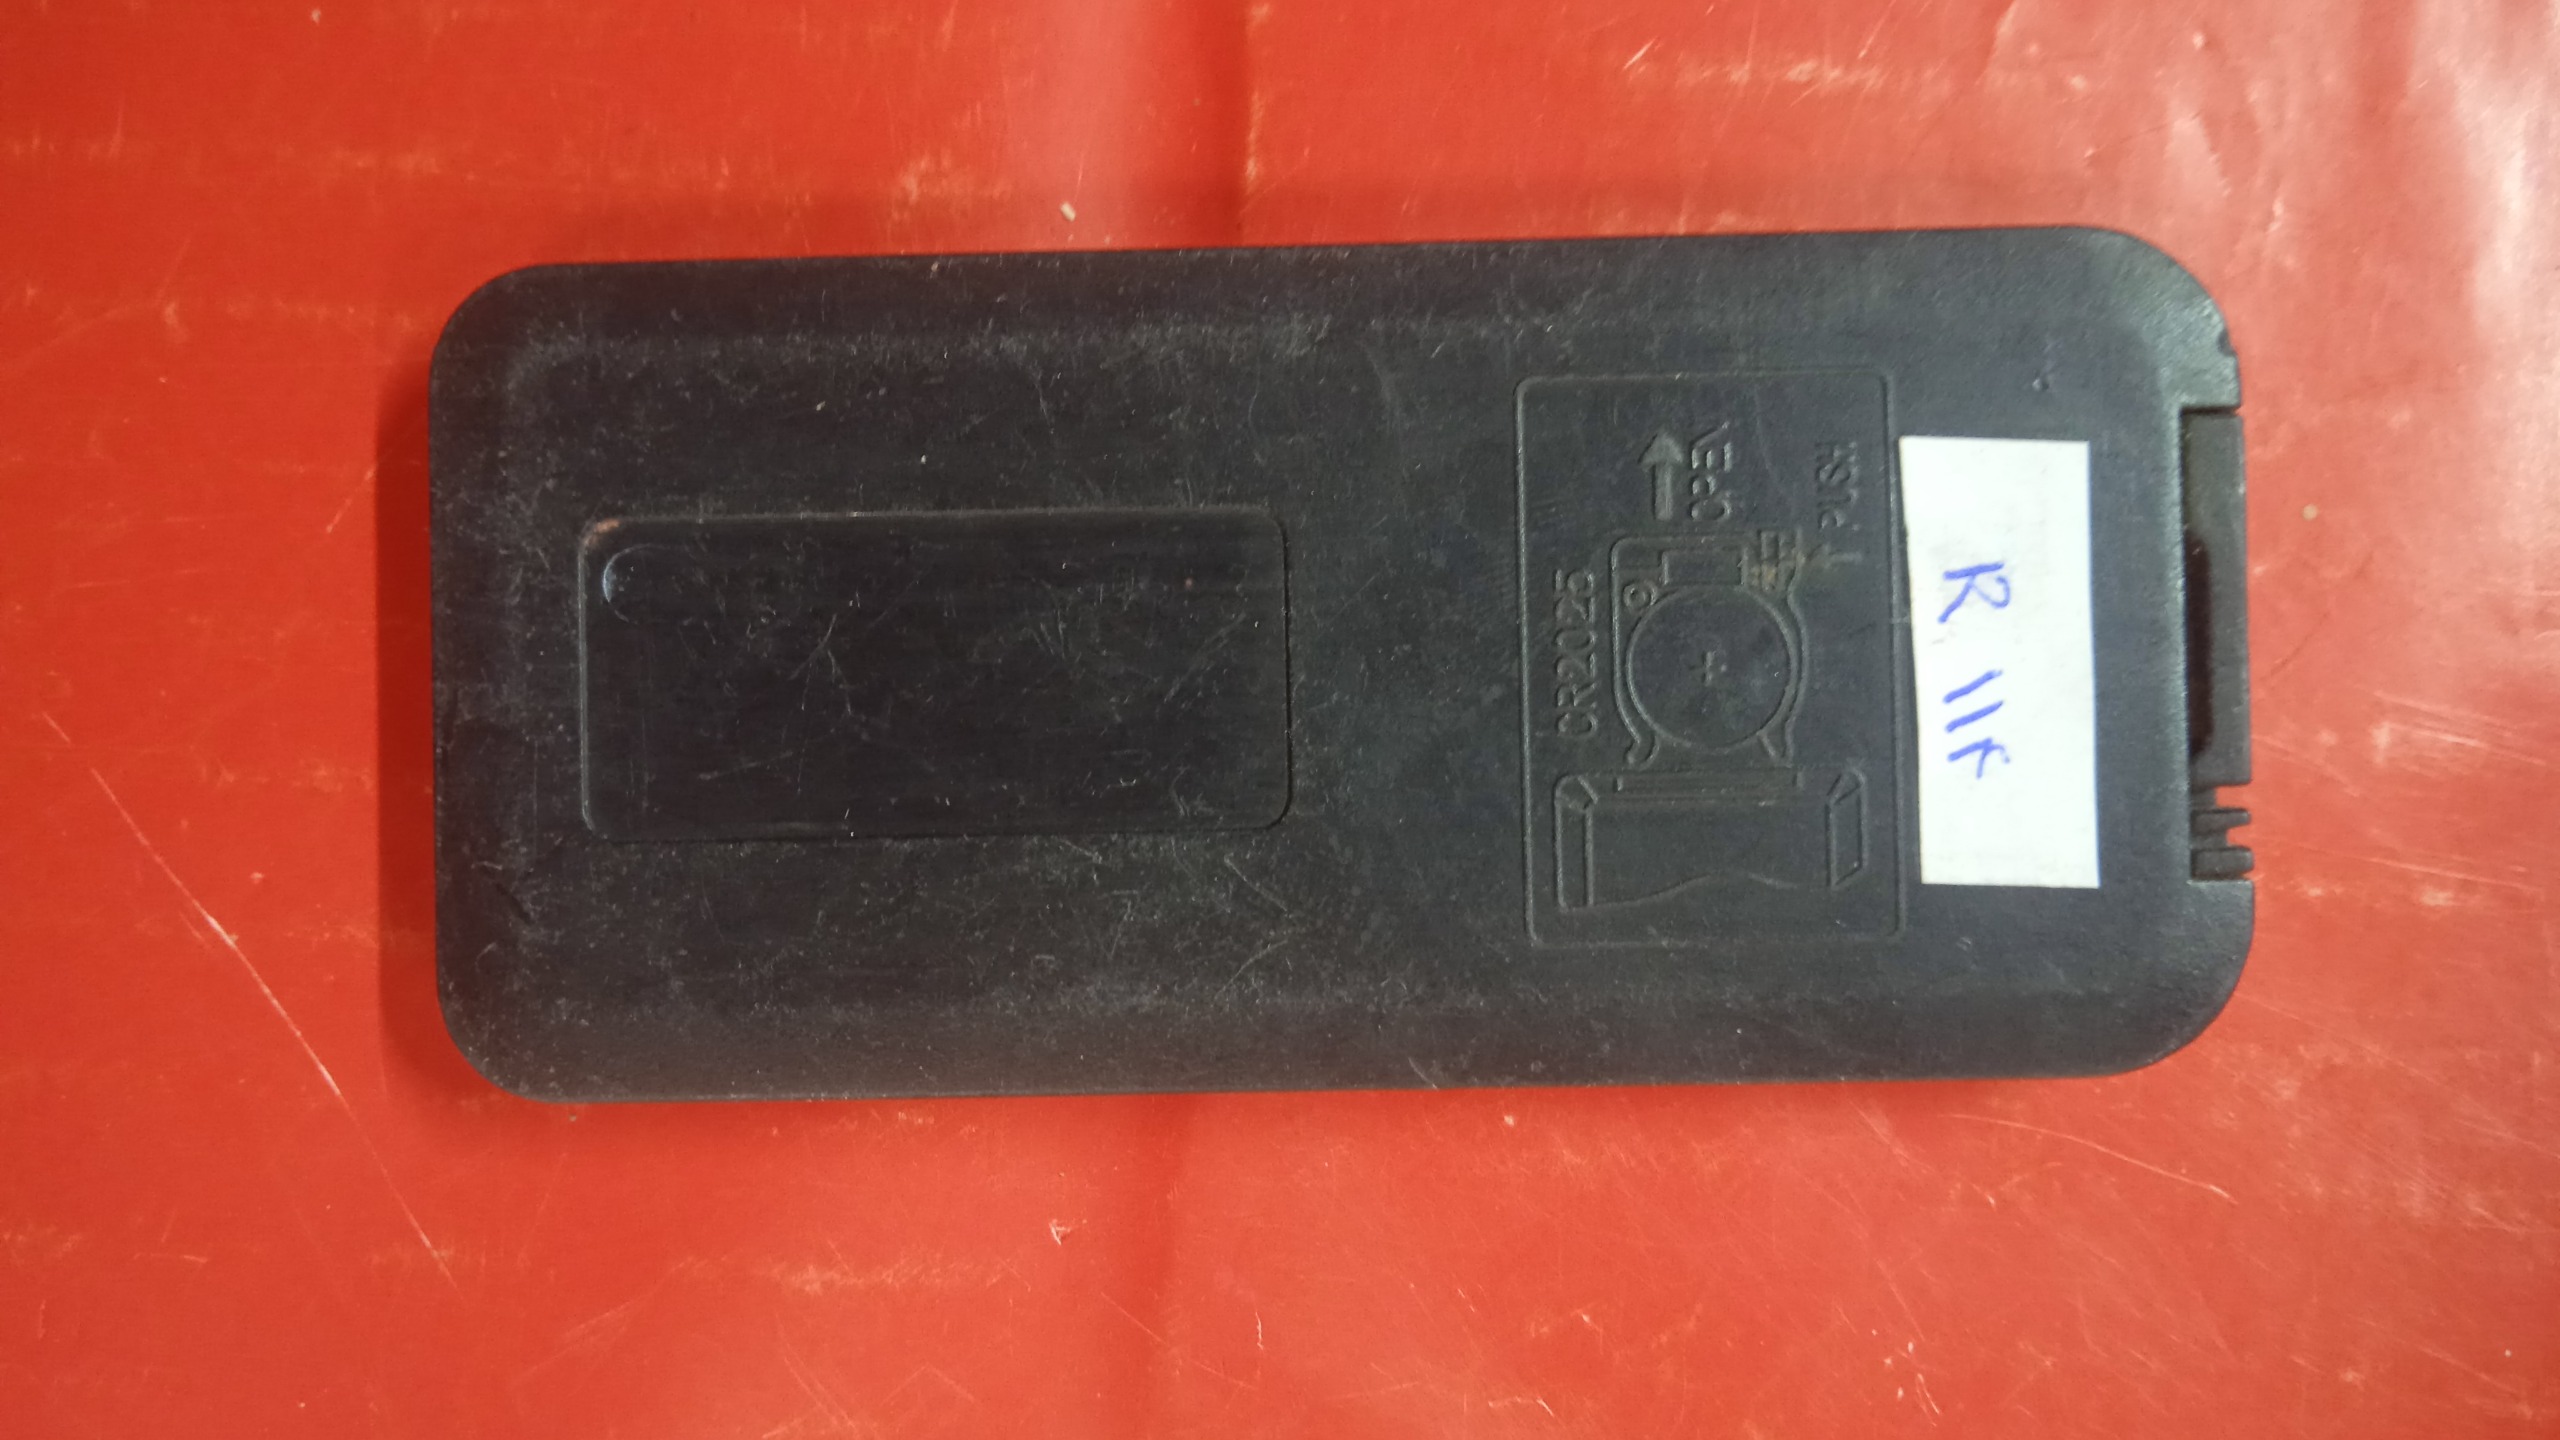 R 11F
PUSH
OPEN
+
CR2025